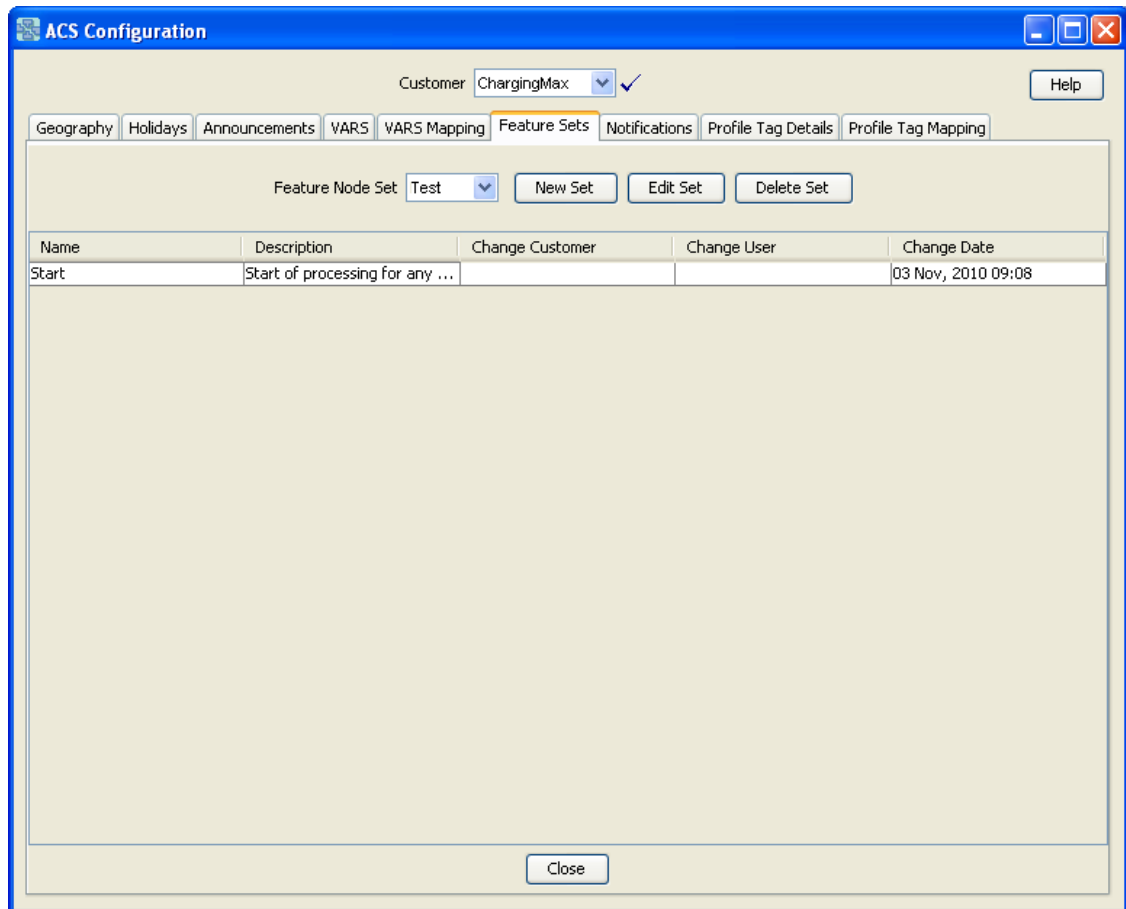 ACS Configuration
Customer ChargingMax Help
Geography Holidays Announcements VARS VARS Mapping Feature Sets Notifications Profile Tag Details Profile Tag Mapping
Feature Node Set Test New Set Edit Set Delete Set
Name Description Change Customer Change User Change Date
Start Start of processing for any ... 03 Nov, 2010 09:08
Close